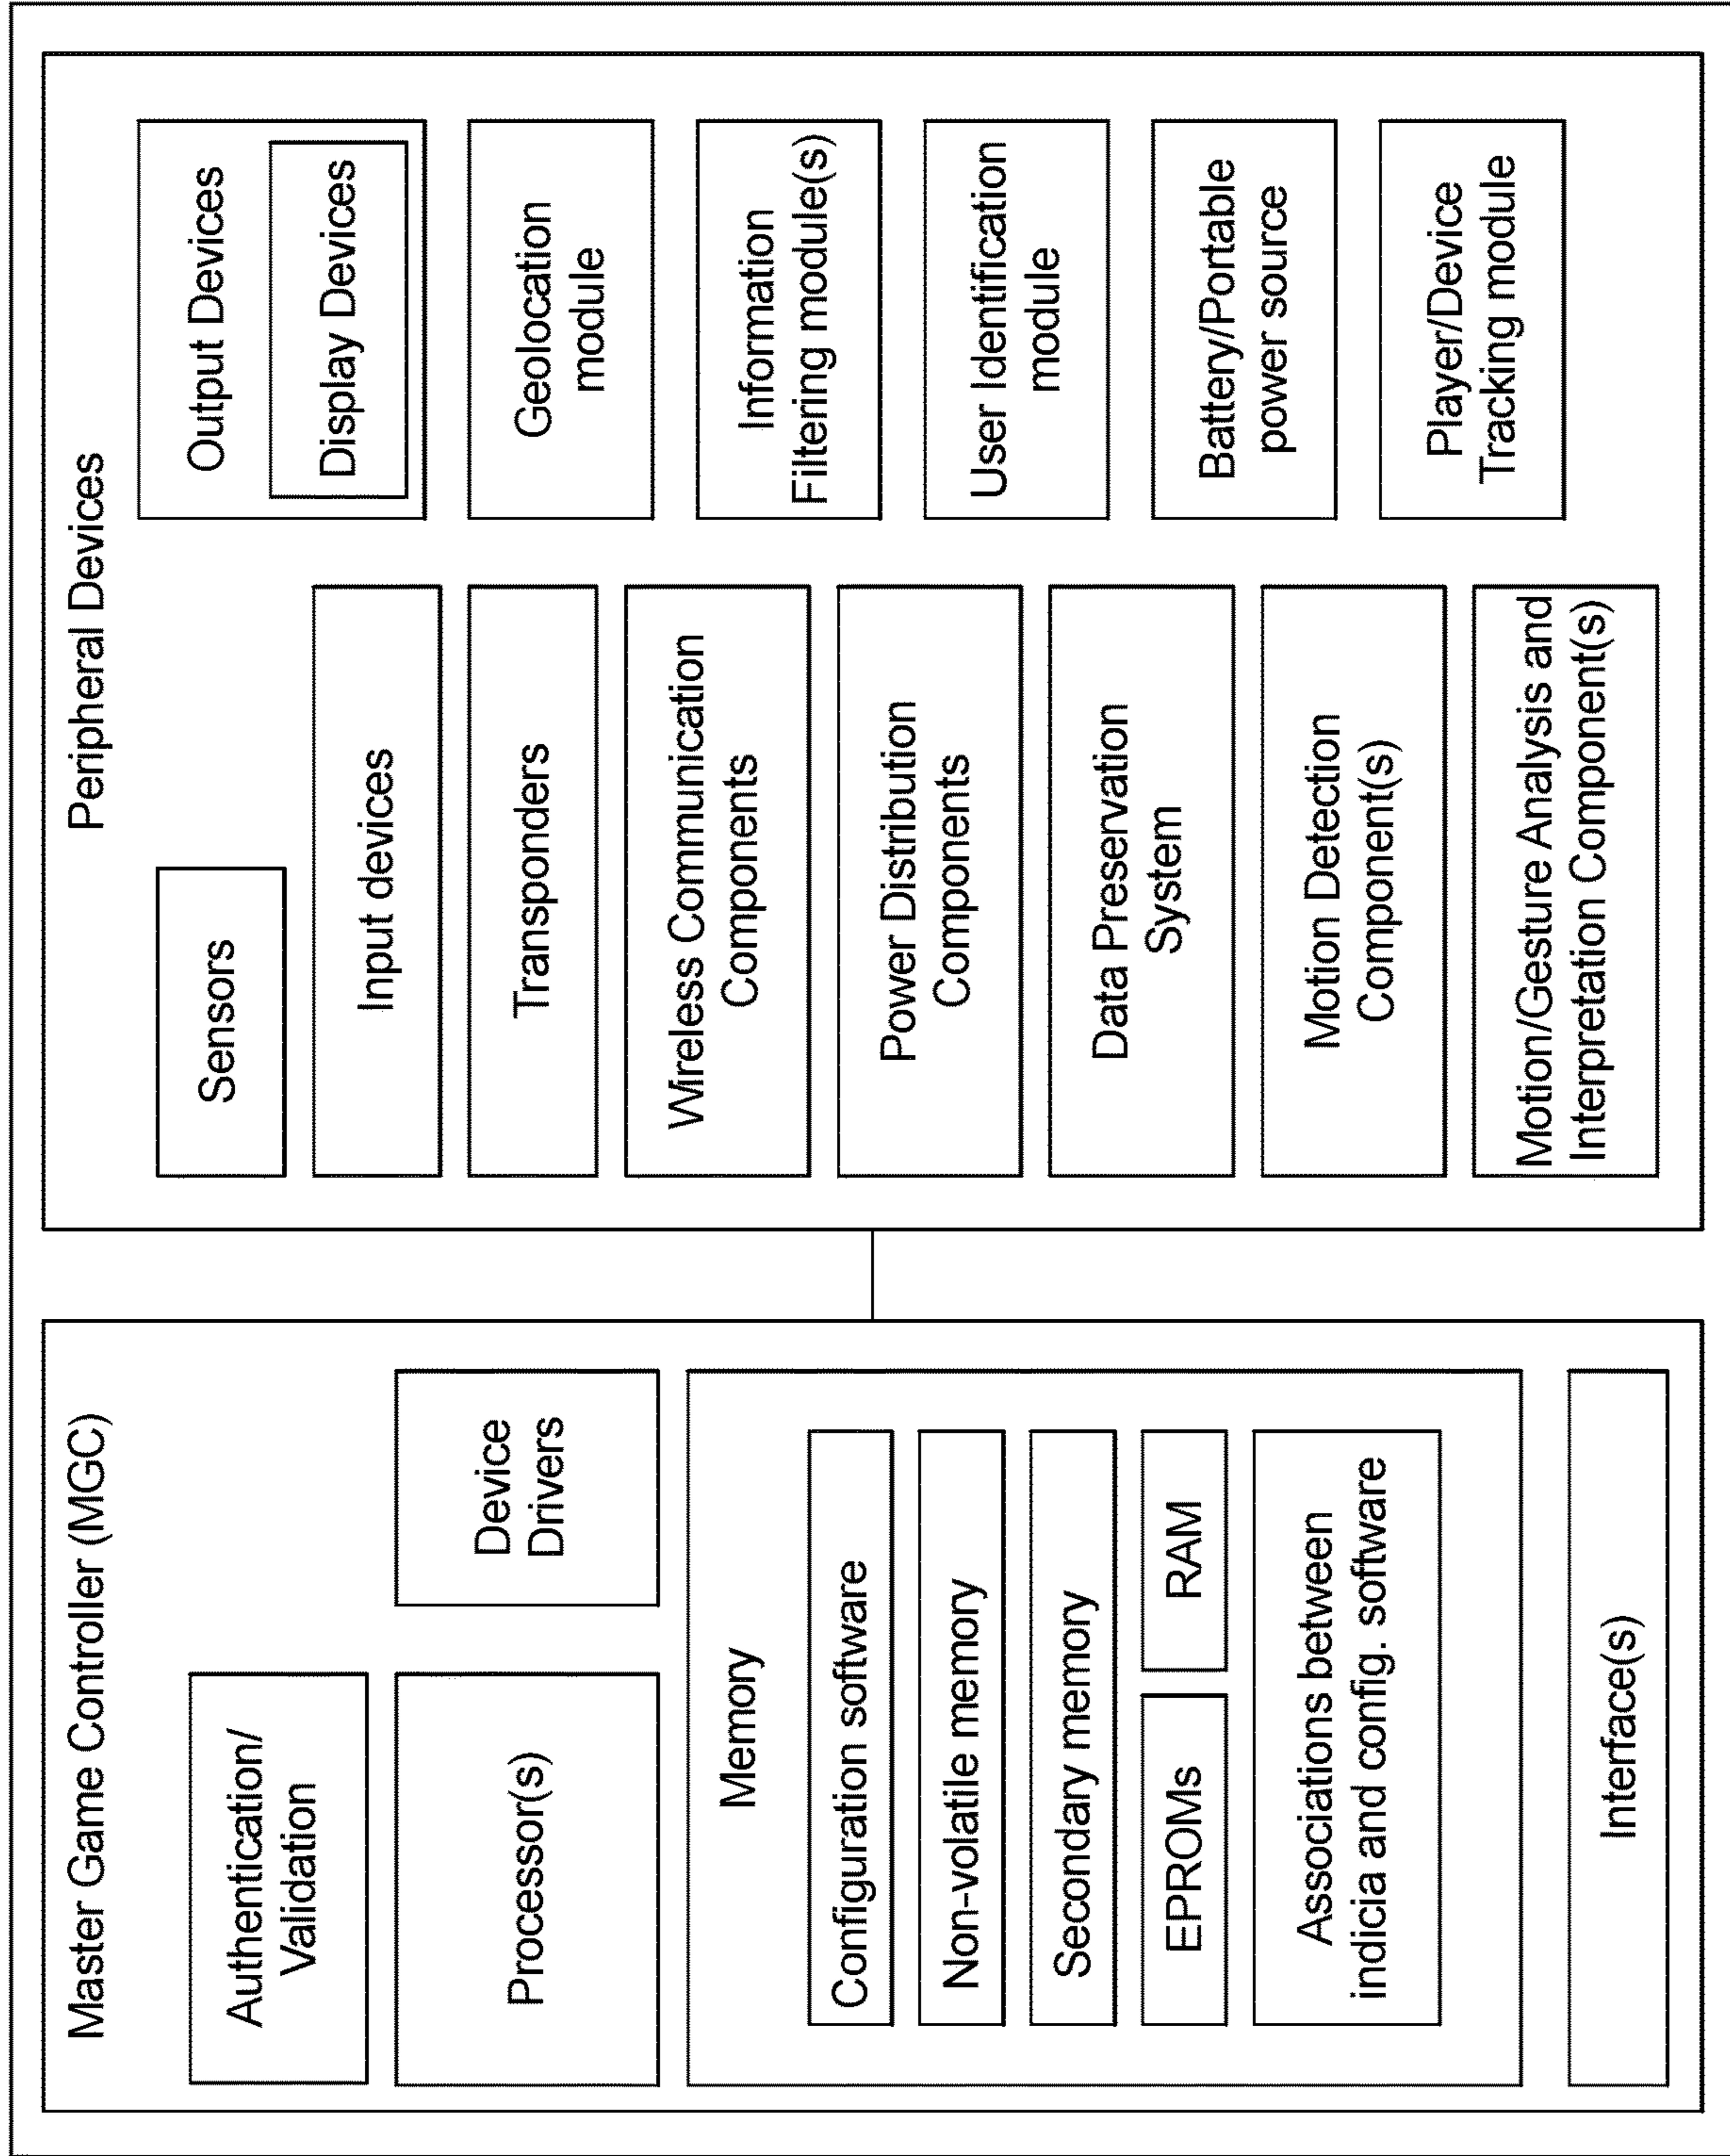 Master Game Controller (MGC)
Authentication/
Validation
Processor(s)
Device
Drivers
Memory
Configuration software
Non-volatile memory
Secondary memory
EPROMs
RAM
Associations between
indicia and config. software
Interface(s)
Peripheral Devices
Sensors
Input devices
Transponders
Wireless Communication
Components
Power Distribution
Components
Data Preservation
System
Motion Detection
Component(s)
Motion/Gesture Analysis and
Interpretation Component(s)
Output Devices
Display Devices
Geolocation
module
Information
Filtering module(s)
User Identification
module
Battery/Portable
power source
Player/Device
Tracking module